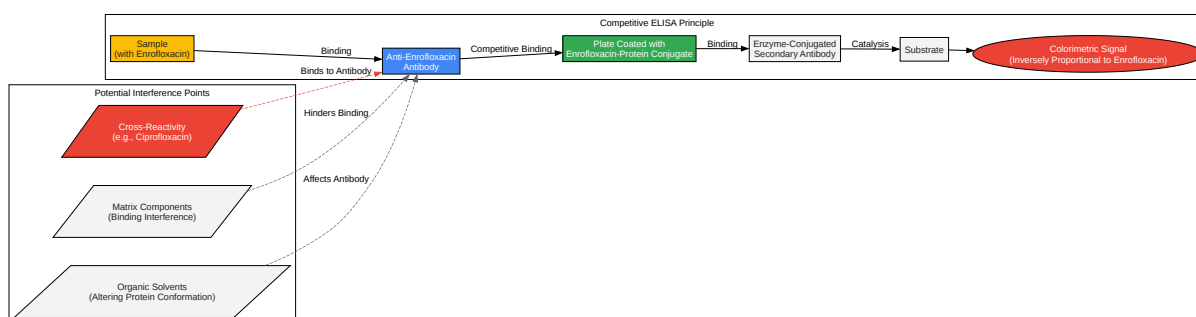 Competitive ELISA Principle
Sample
(with Enrofloxacin)
Binding
Anti-Enrofloxacin
Antibody
Competitive Binding
Plate Coated with
Enrofloxacin-Protein Conjugate
Binding
Enzyme-Conjugated
Secondary Antibody
Catalysis
Substrate
Colorimetric Signal
(Inversely Proportional to Enrofloxacin)
Binds to Antibody
Potential Interference Points
Cross-Reactivity
(e.g., Ciprofloxacin)
Hinders Binding
Matrix Components
(Binding Interference)
Affects Antibody
Organic Solvents
(Altering Protein Conformation)